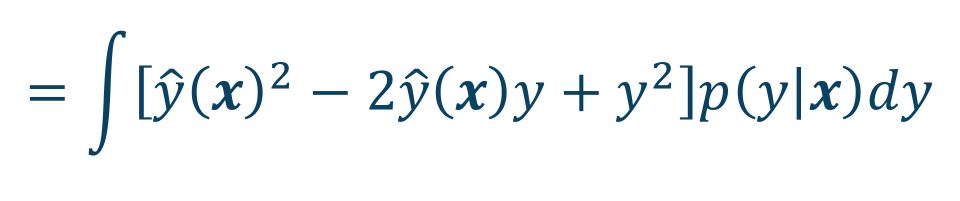 = ∫ [ŷ(𝒙)² − 2ŷ(𝒙)y + y²]p(y|𝒙)dy